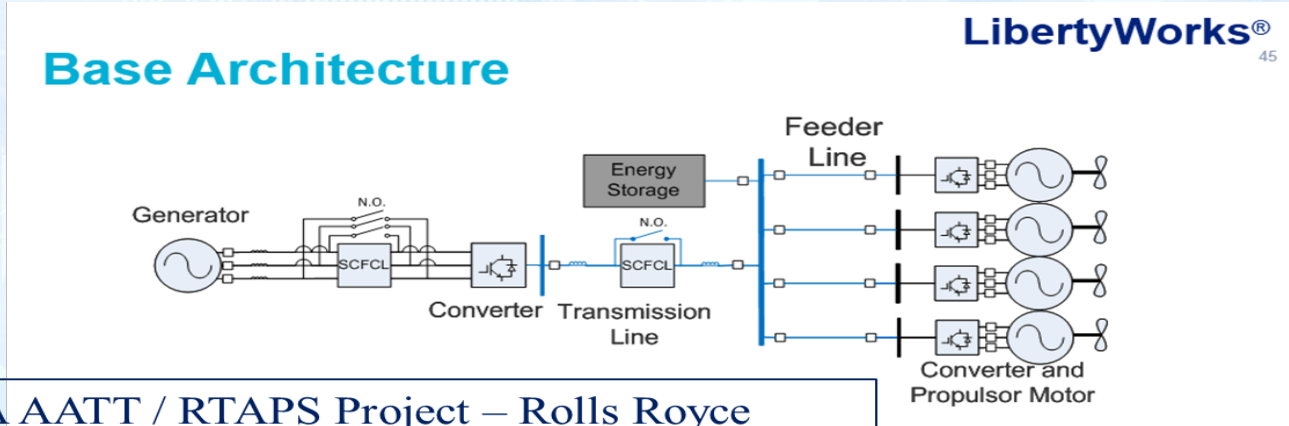 LibertyWorks®
45
Base Architecture
Feeder
Line
Energy
Storage
N.O.
N.O.
Generator
SCFCL
SCFCL
Converter
Transmission
Line
Converter and
Propulsor Motor
AATT / RTAPS Project – Rolls Royce